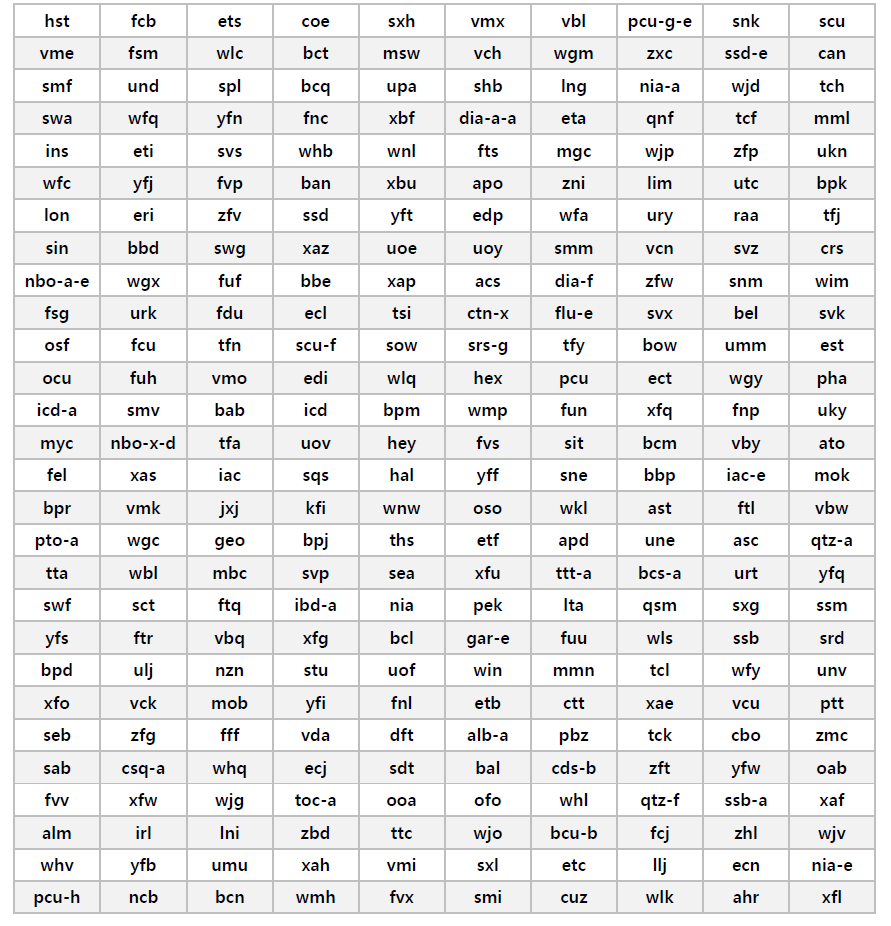 hst fcb ets coe sxh vmx vbl pcu-g-e snk scu
vme fsm wlc bct msw vch wgm zxc ssd-e can
smf und spl bcq upa shb lng nia-a wjd tch
swa wfq yfn fnc xbf dia-a-a eta qnf tcf mml
ins eti svs whb wnl fts mgc wjp zfp ukn
wfc yfj fvp ban xbu apo zni lim utc bpk
lon eri zfv ssd yft edp wfa ury raa tfj
sin bbd swg xaz uoe uoy smm vcn svz crs
nbo-a-e wgx fuf bbe xap acs dia-f zfw snm wim
fsg urk fdu ecl tsi ctn-x flu-e svx bel svk
osf fcu tfn scu-f sow srs-g tfy bow umm est
ocu fuh vmo edi wlq hex pcu ect wgy pha
icd-a smv bab icd bpm wmp fun xfq fnp uky
myc nbo-x-d tfa uov hey fvs sit bcm vby ato
fel xas iac sqs hal yff sne bbp iac-e mok
bpr vmk jxj kfi wnw oso wkl ast ftl vbw
pto-a wgc geo bpj ths etf apd une asc qtz-a
tta wbl mbc svp sea xfu ttt-a bcs-a urt yfq
swf sct ftq ibd-a nia pek lta qsm sxg ssm
yfs ftr vbq xfg bcl gar-e fuu wls ssb srd
bpd ulj nzn stu uof win mmn tcl wfy unv
xfo vck mob yfi fnl etb ctt xae vcu ptt
seb zfg fff vda dft alb-a pbz tck cbo zmc
sab csq-a whq ecj sdt bal cds-b zft yfw oab
fvv xfw wjg toc-a ooa ofo whl qtz-f ssb-a xaf
alm irl lni zbd ttc wjo bcu-b fcj zhl wjv
whv yfb umu xah vmi sxl etc llj ecn nia-e
pcu-h ncb bcn wmh fvx smi cuz wlk ahr xfl